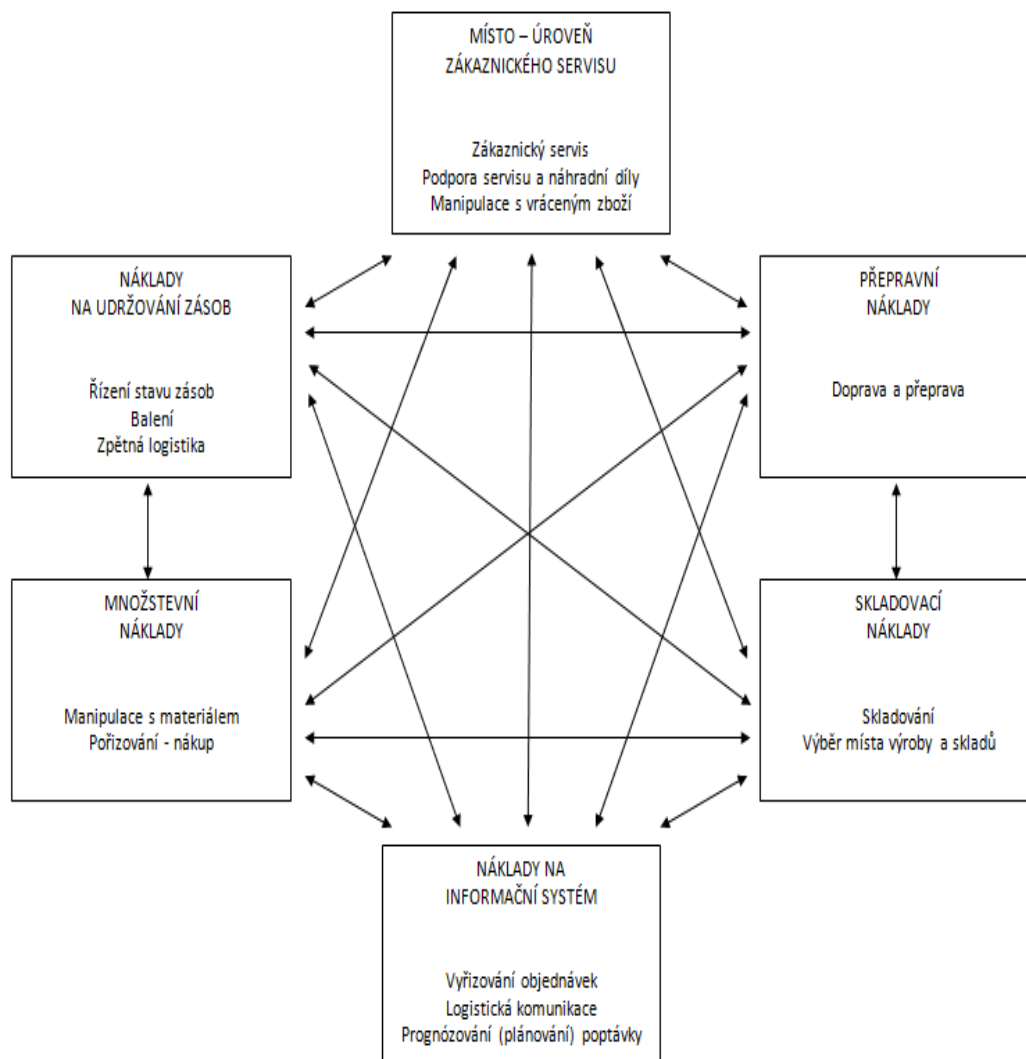 MÍSTO – ÚROVEŇ
ZÁKAZNICKÉHO SERVISU
Zákaznický servis
Podpora servisu a náhradní díly
Manipulace s vráceným zboží
NÁKLADY
NA UDRŽOVÁNÍ ZÁSOB
Řízení stavu zásob
Balení
Zpětná logistika
PŘEPRAVNÍ
NÁKLADY
Doprava a přeprava
MNOŽSTEVNÍ
NÁKLADY
Manipulace s materiálem
Pořizování - nákup
SKLADOVACÍ
NÁKLADY
Skladování
Výběr místa výroby a skladů
NÁKLADY NA
INFORMAČNÍ SYSTÉM
Vyřizování objednávek
Logistická komunikace
Prognózování (plánování) poptávky